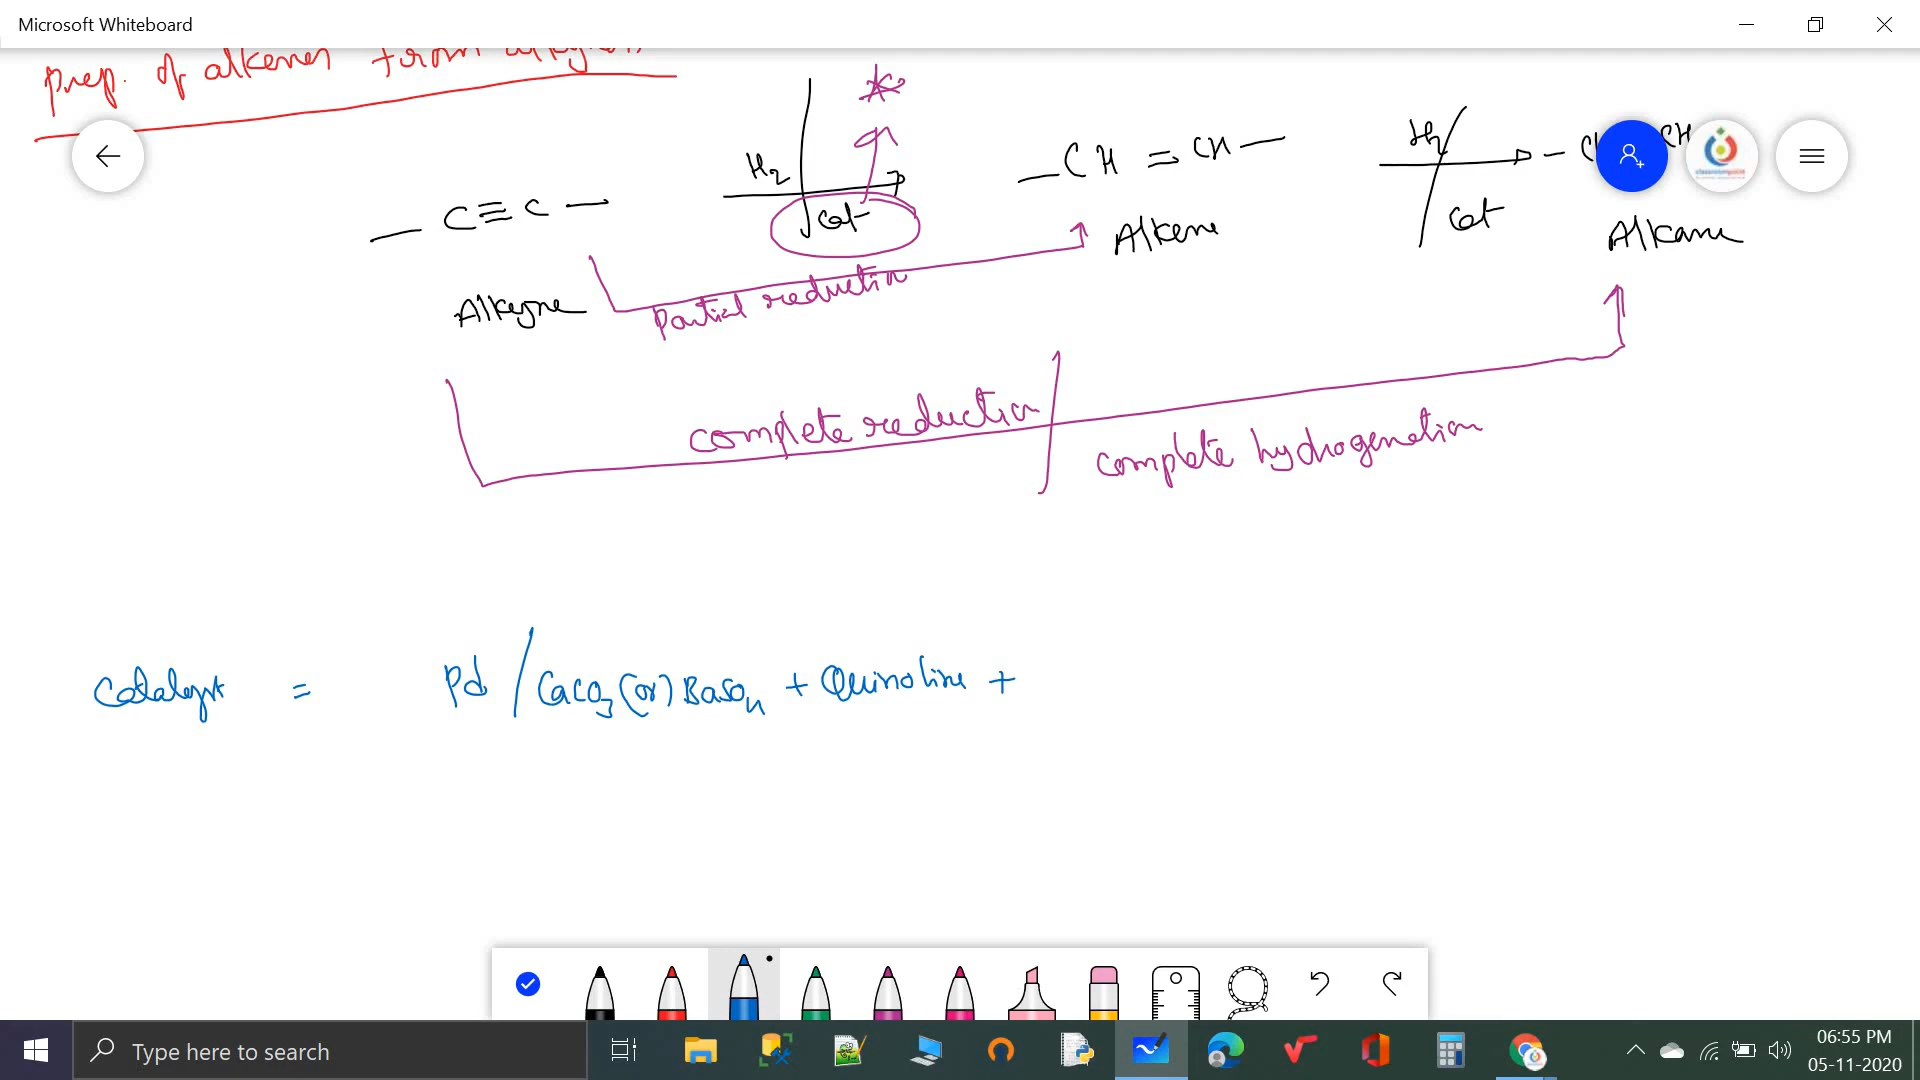 Microsoft Whiteboard
Prep. of alkenes from
— C≡C —
H2
Cat
— CH = CH —
H2
Cat
Alkyne
Alkene
Alkane
Partial reduction
complete reduction
complete hydrogenation
Catalyst = Pd / CaCO3 (or) BaSO4 + Quinoline +
Type here to search
06:55 PM
05-11-2020